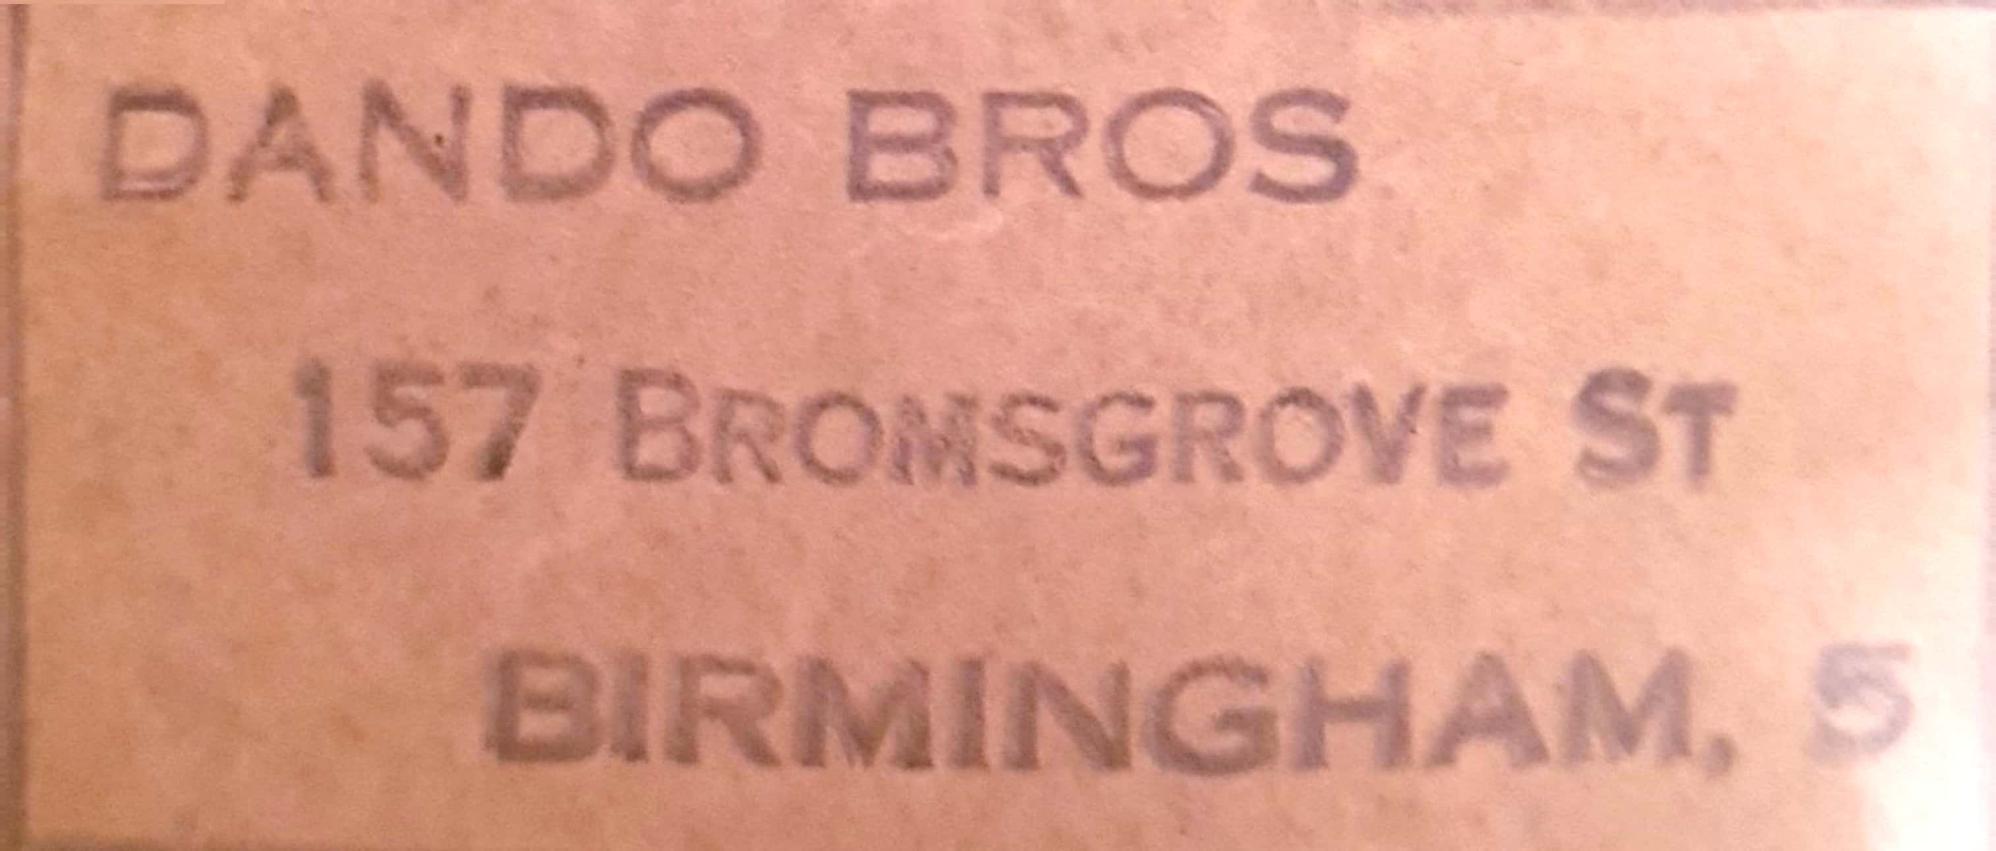 DANDO BROS
157 BROMSGROVE ST
BIRMINGHAM, 5